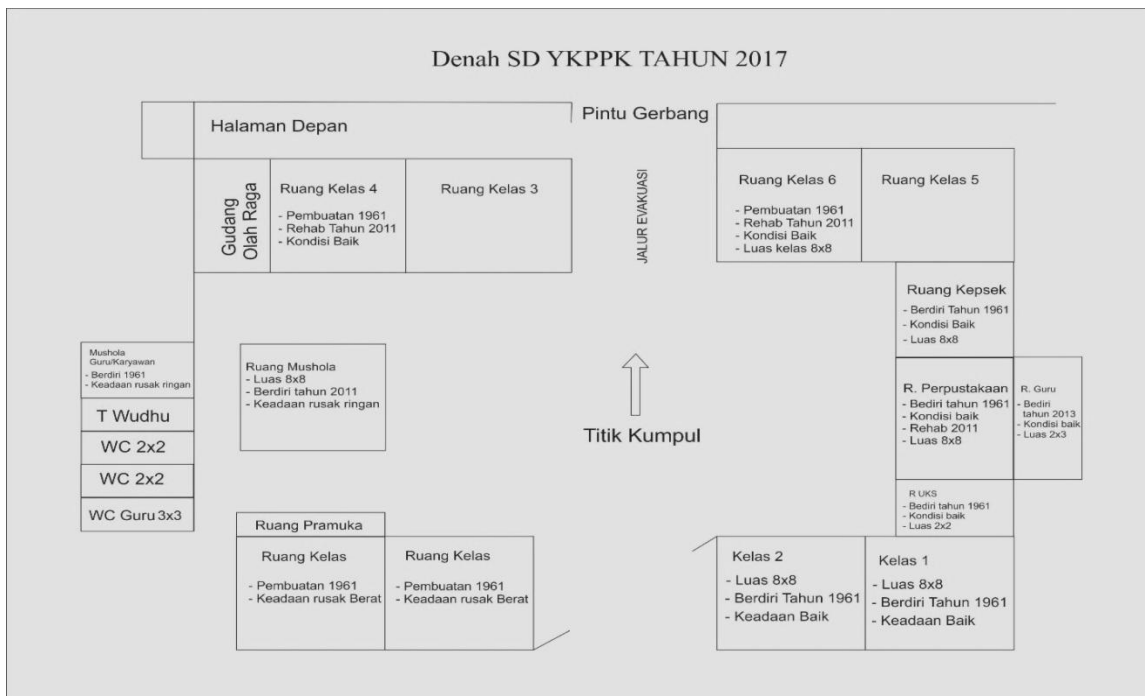 Denah SD YKPPK TAHUN 2017
Halaman Depan
Pintu Gerbang
Gudang
Olah Raga
Ruang Kelas 4
- Pembuatan 1961
- Rehab Tahun 2011
- Kondisi Baik
Ruang Kelas 3
JALUR EVAKUASI
Ruang Kelas 6
- Pembuatan 1961
- Rehab Tahun 2011
- Kondisi Baik
- Luas kelas 8x8
Ruang Kelas 5
Ruang Kepsek
- Berdiri Tahun 1961
- Kondisi Baik
- Luas 8x8
Mushola
Guru/Karyawan
- Berdiri 1961
- Keadaan rusak ringan
T Wudhu
WC 2x2
WC 2x2
WC Guru 3x3
Ruang Mushola
- Luas 8x8
- Berdiri tahun 2011
- Keadaan rusak ringan
Titik Kumpul
R. Perpustakaan
- Bediri tahun 1961
- Kondisi baik
- Rehab 2011
- Luas 8x8
R. Guru
- Bediri
tahun 2013
- Kondisi baik
- Luas 2x3
R UKS
- Bediri tahun 1961
- Kondisi baik
- Luas 2x2
Ruang Pramuka
Ruang Kelas
- Pembuatan 1961
- Keadaan rusak Berat
Ruang Kelas
- Pembuatan 1961
- Keadaan rusak Berat
Kelas 2
- Luas 8x8
- Berdiri Tahun 1961
- Keadaan Baik
Kelas 1
- Luas 8x8
- Berdiri Tahun 1961
- Keadaan Baik